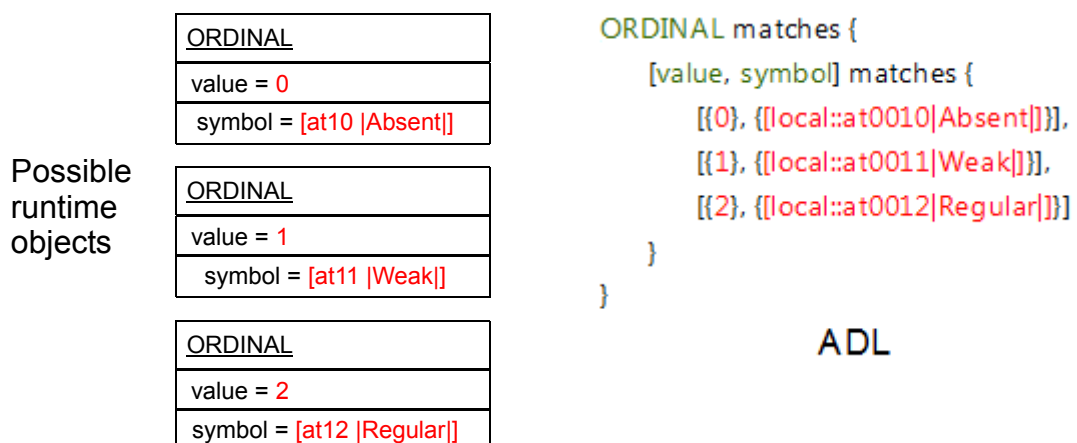 Possible
runtime
objects
ORDINAL
value = 0
symbol = [at10 |Absent|]
ORDINAL
value = 1
symbol = [at11 |Weak|]
ORDINAL
value = 2
symbol = [at12 |Regular|]
ORDINAL matches {
[value, symbol] matches {
[{0}, {[local::at0010|Absent|]}],
[{1}, {[local::at0011|Weak|]}],
[{2}, {[local::at0012|Regular|]}]
}
}
ADL